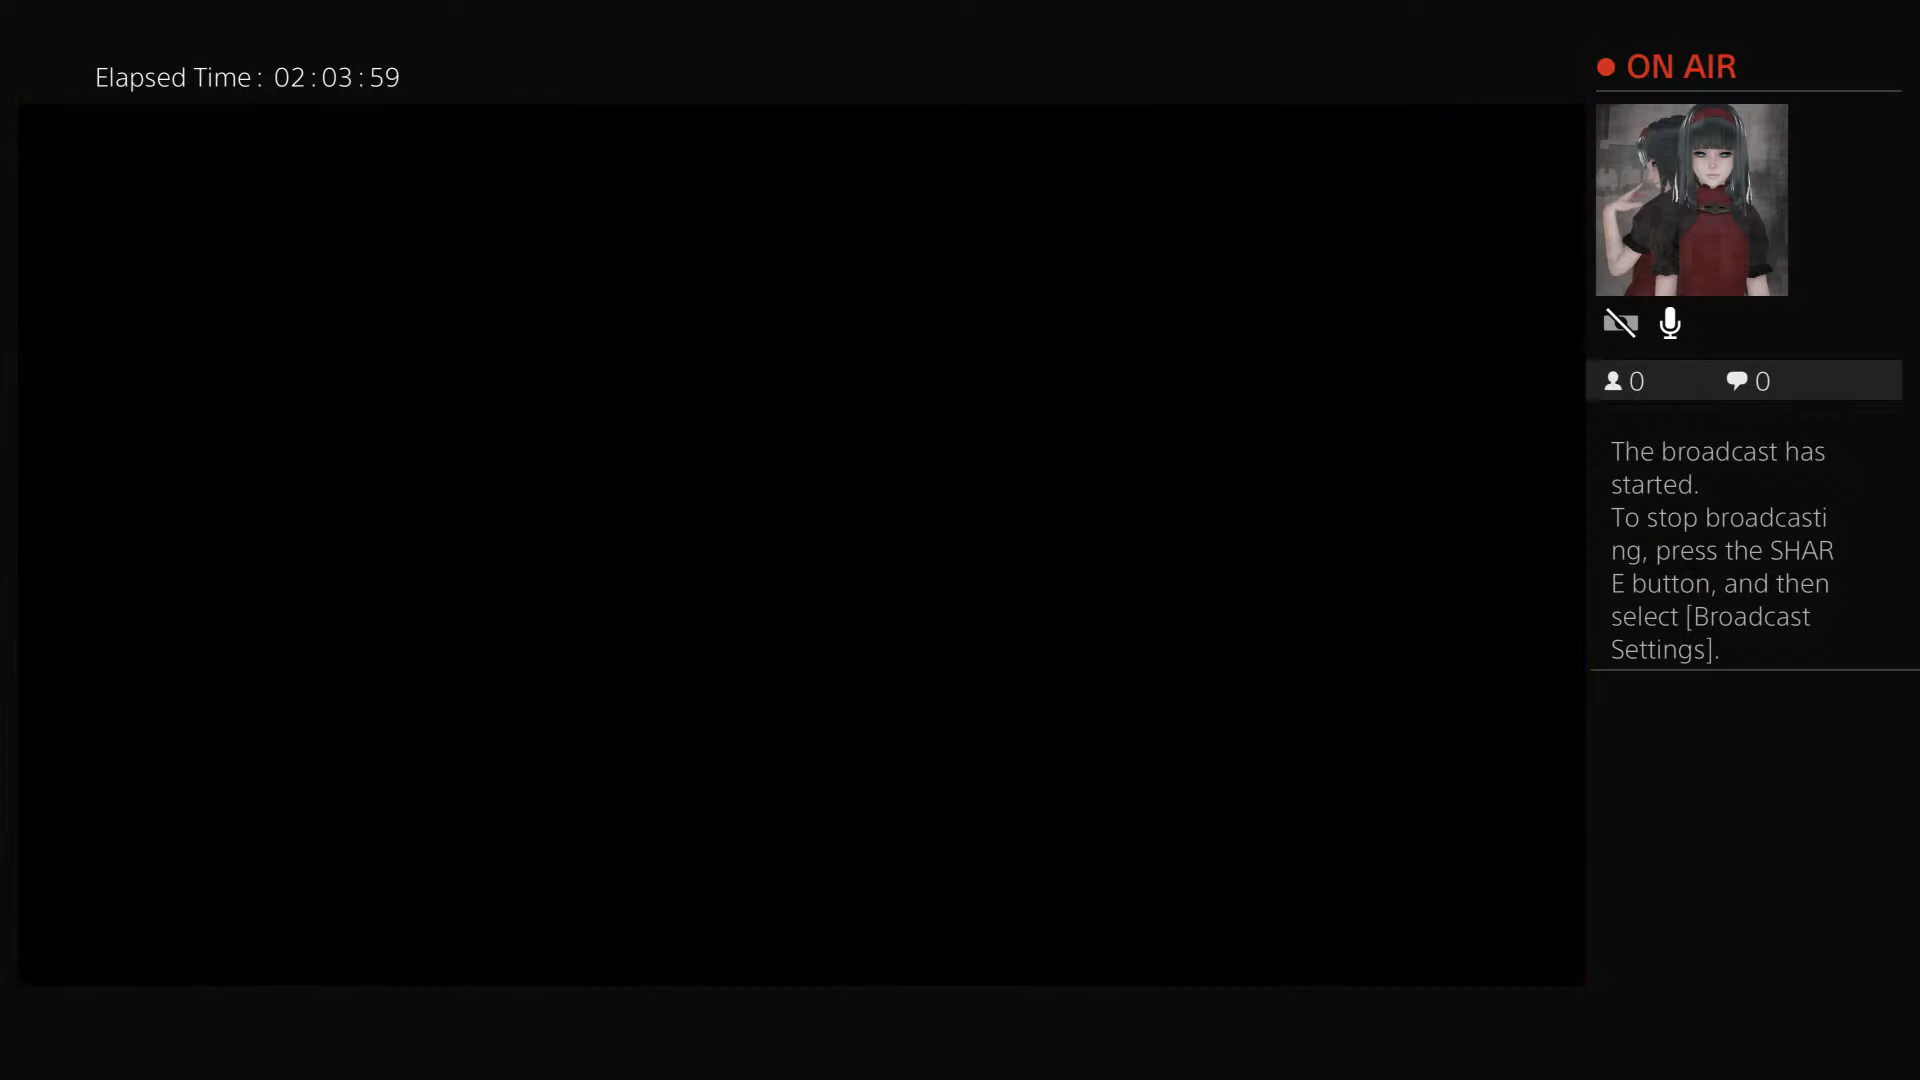 Elapsed Time: 02:03:59
ON AIR
0 0
The broadcast has
started.
To stop broadcasti
ng, press the SHAR
E button, and then
select [Broadcast
Settings].